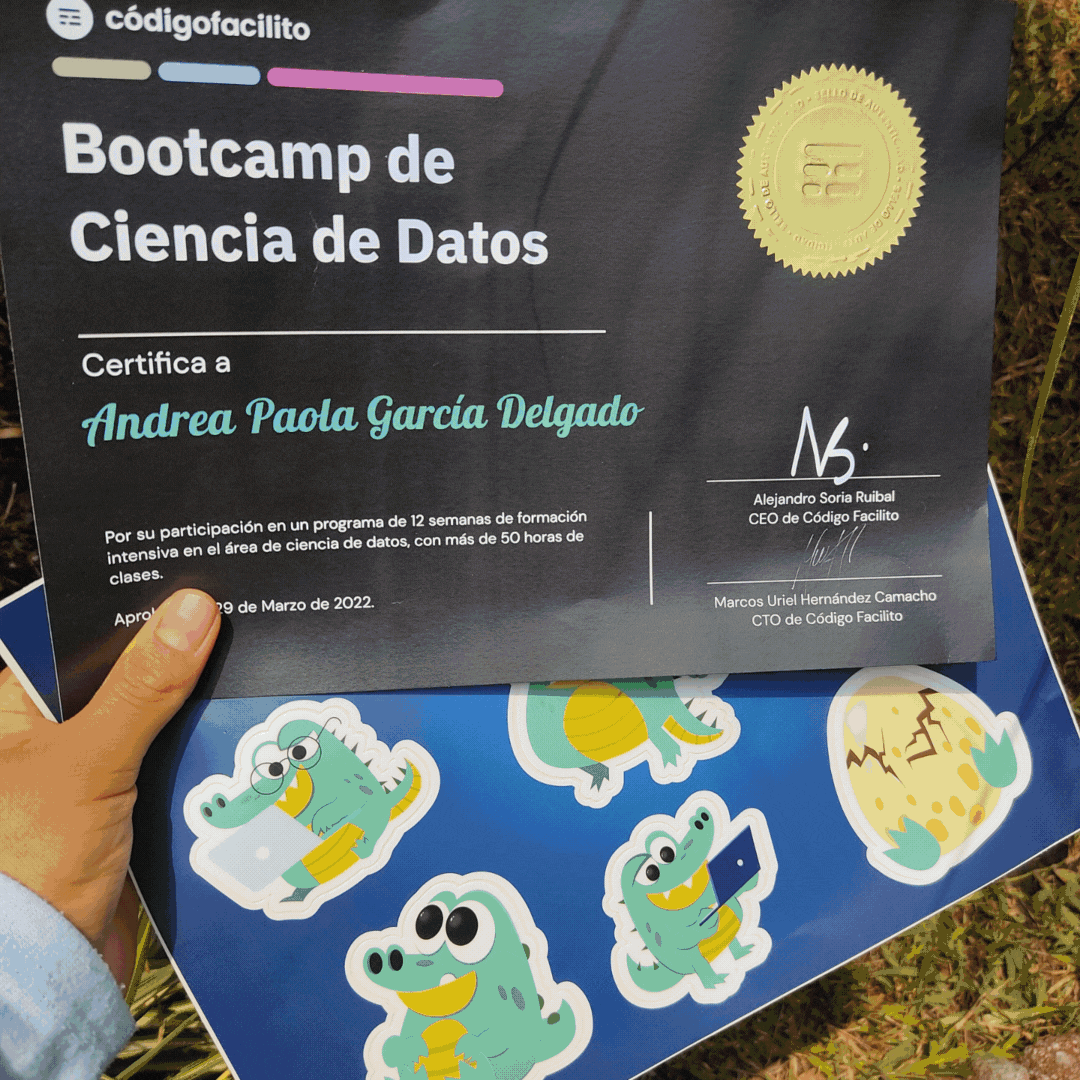 códigofacilito
Bootcamp de
Ciencia de Datos
SELLO DE AUTENTICIDAD
Certifica a
Andrea Paola García Delgado
Por su participación en un programa de 12 semanas de formación
intensiva en el área de ciencia de datos, con más de 50 horas de
clases.
29 de Marzo de 2022.
Alejandro Soria Ruibal
CEO de Código Facilito
Marcos Uriel Hernández Camacho
CTO de Código Facilito